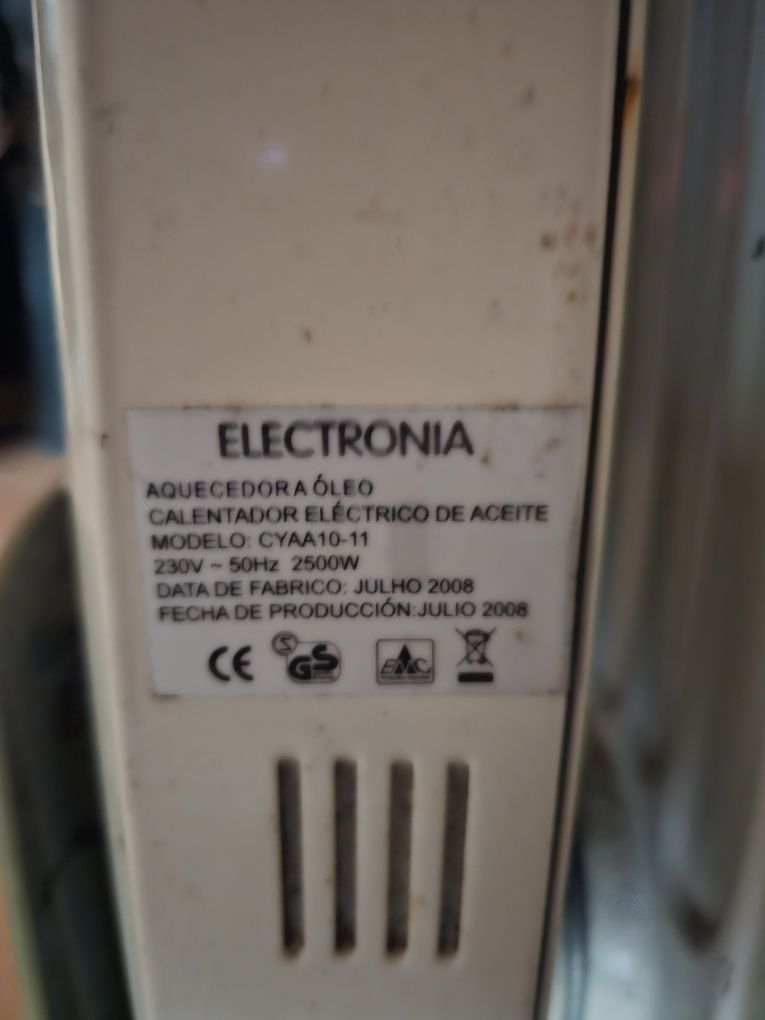 ELECTRONIA
AQUECEDOR A ÓLEO
CALENTADOR ELÉCTRICO DE ACEITE
MODELO: CYAA10-11
230V ~ 50Hz 2500W
DATA DE FABRICO: JULHO 2008
FECHA DE PRODUCCIÓN:JULIO 2008
CE S GS EMC